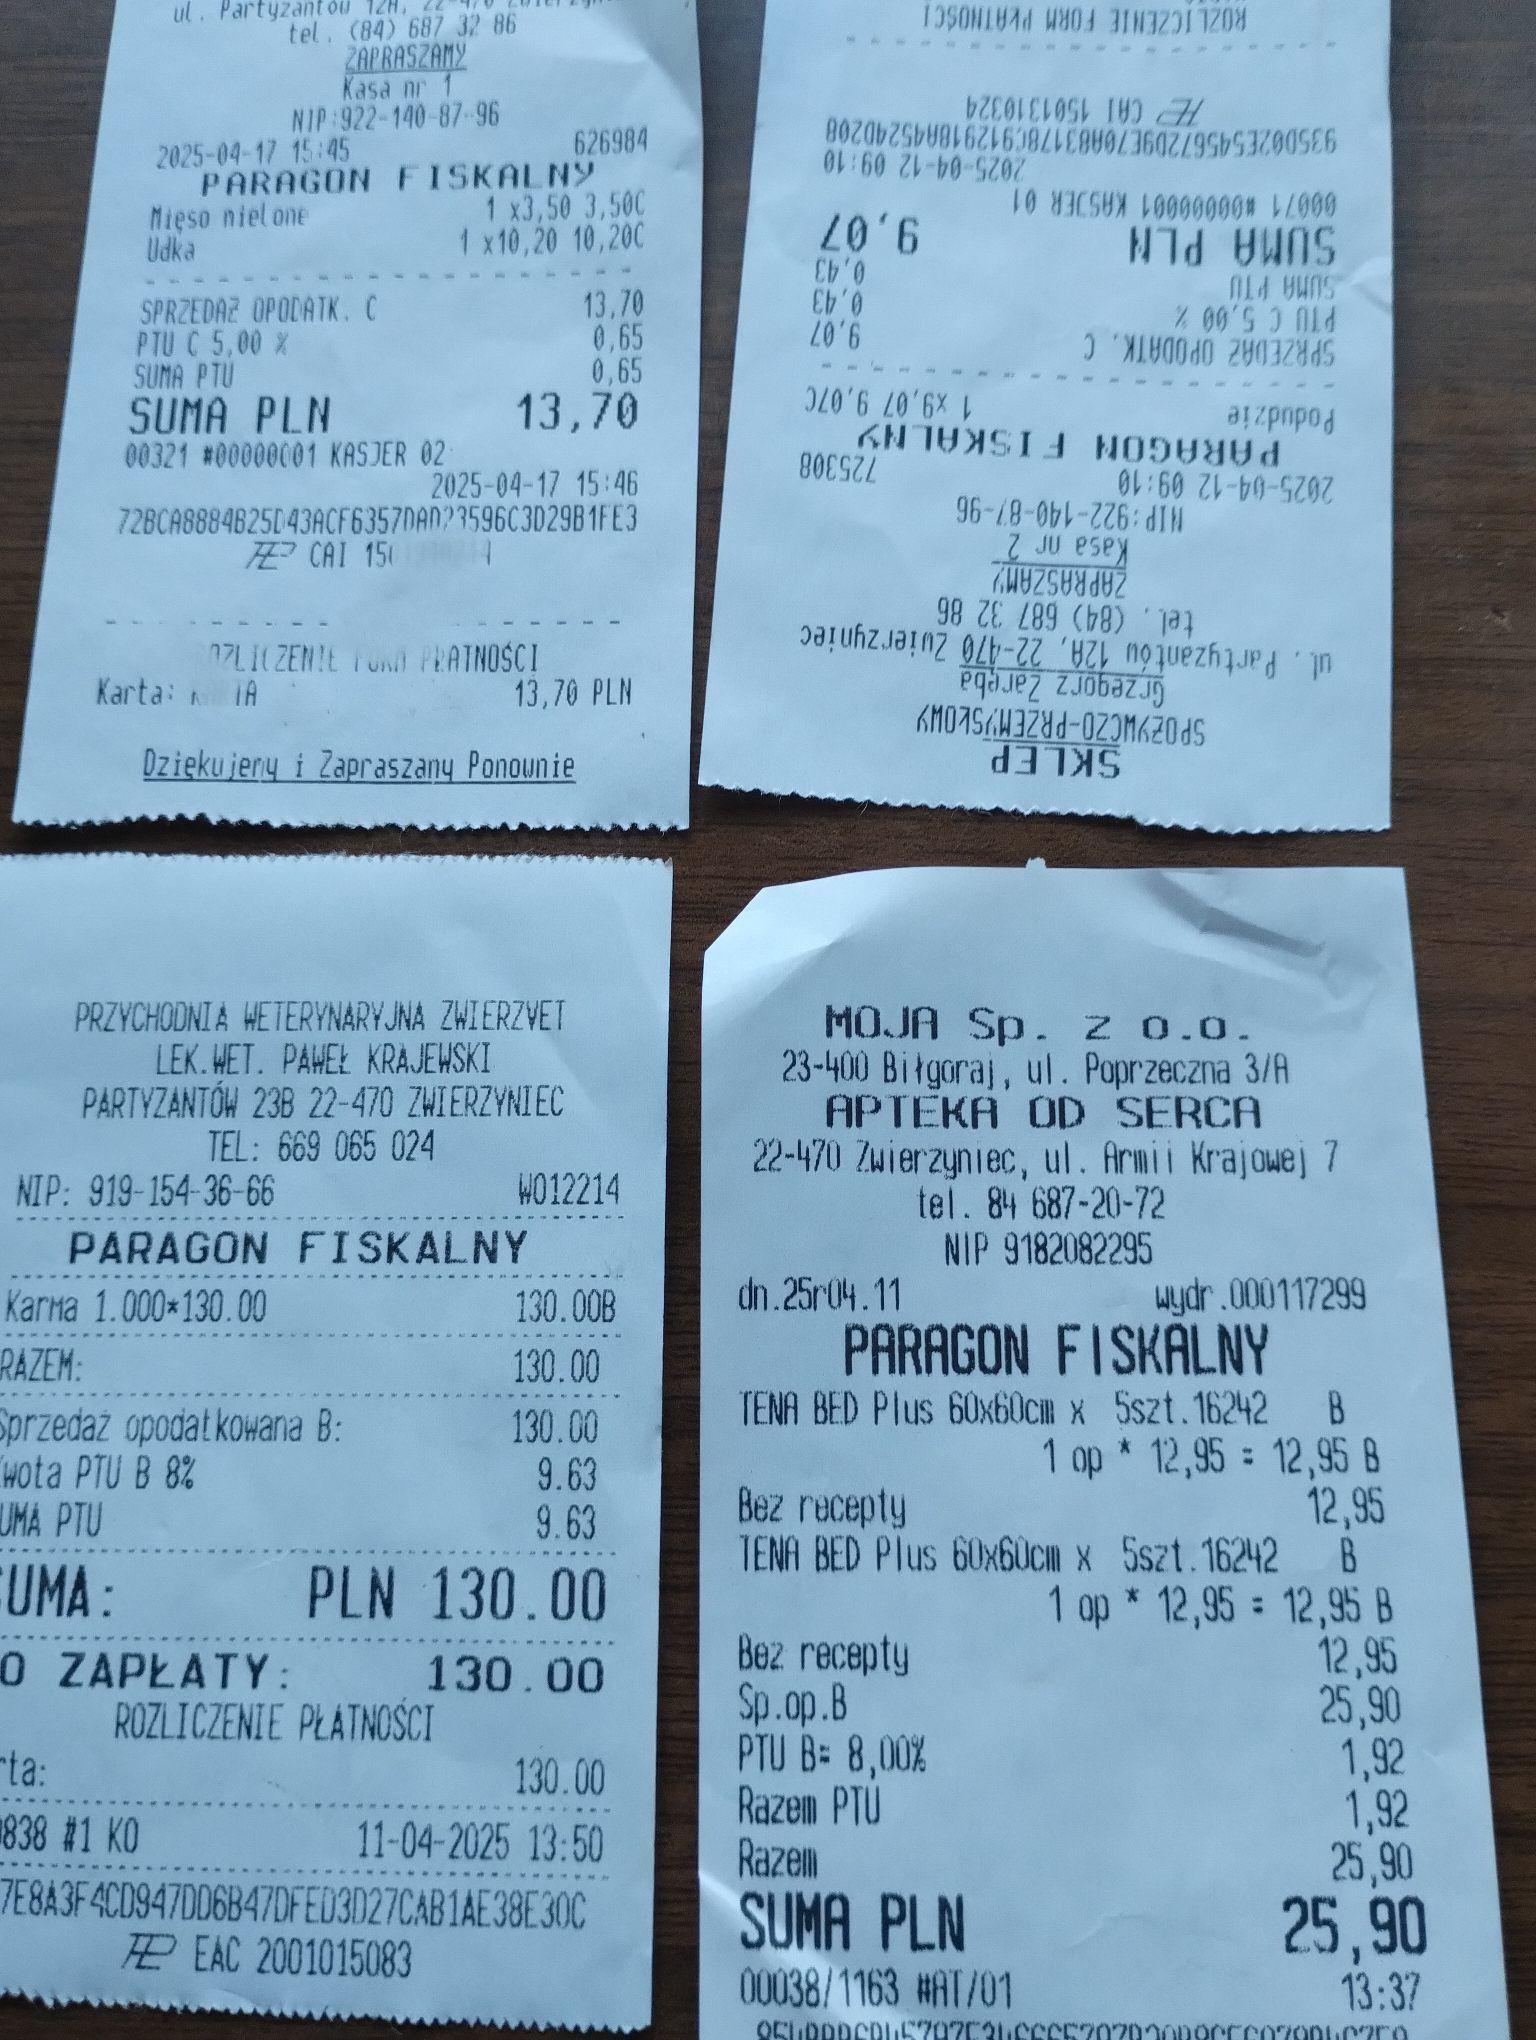 ul. Partyzantów 12A, 22-470
tel. (84) 687 32 86
ZAPRASZAMY
Kasa nr 1
NIP:922-140-87-96
2025-04-17 15:45 626984
PARAGON FISKALNY
Mięso mielone 1 x3,50 3,50C
Udka 1 x10,20 10,20C
SPRZEDAŻ OPODATK. C 13,70
PTU C 5,00 % 0,65
SUMA PTU 0,65
SUMA PLN 13,70
00321 #00000001 KASJER 02
2025-04-17 15:46
72BCA8884B25D43ACF6357DAD23596C3D29B1FE3
CAI
ROZLICZENIE FORM PŁATNOŚCI
Karta: 13,70 PLN
Dziękujemy i Zapraszamy Ponownie
SKLEP
SPOŻYWCZO-PRZEMYSŁOWY
Grzegorz Zaręba
ul. Partyzantów 12A, 22-470 Zwierzyniec
tel. (84) 687 32 86
ZAPRASZAMY
Kasa nr 2
NIP:922-140-87-96
2025-04-12 09:10 725308
PARAGON FISKALNY
Podudzie 1 x9,07 9,07C
SPRZEDAŻ OPODATK. C 9,07
PTU C 5,00 % 0,43
SUMA PTU 0,43
SUMA PLN 9,07
00071 #00000001 KASJER 01
2025-04-12 09:10
935D02E545672D9E70A83178C912918A4524D208
CAI 1501310324
ROZLICZENIE FORM PŁATNOŚCI
PRZYCHODNIA WETERYNARYJNA ZWIERZVET
LEK.WET. PAWEŁ KRAJEWSKI
PARTYZANTÓW 23B 22-470 ZWIERZYNIEC
TEL: 669 065 024
NIP: 919-154-36-66 W012214
PARAGON FISKALNY
Karma 1.000*130.00 130.00B
RAZEM: 130.00
Sprzedaż opodatkowana B: 130.00
wota PTU B 8% 9.63
UMA PTU 9.63
SUMA: PLN 130.00
O ZAPŁATY: 130.00
ROZLICZENIE PŁATNOŚCI
rta: 130.00
838 #1 KO 11-04-2025 13:50
7E8A3F4CD947DD6B47DFED3D27CAB1AE38E30C
EAC 2001015083
MOJA Sp. z o.o.
23-400 Biłgoraj, ul. Poprzeczna 3/A
APTEKA OD SERCA
22-470 Zwierzyniec, ul. Armii Krajowej 7
tel. 84 687-20-72
NIP 9182082295
dn.25r04.11 wydr.000117299
PARAGON FISKALNY
TENA BED Plus 60x60cm x 5szt.16242 B
1 op * 12,95 = 12,95 B
Bez recepty 12,95
TENA BED Plus 60x60cm x 5szt.16242 B
1 op * 12,95 = 12,95 B
Bez recepty 12,95
Sp.op.B 25,90
PTU B= 8,00% 1,92
Razem PTU 1,92
Razem 25,90
SUMA PLN 25,90
00038/1163 #AT/01 13:37